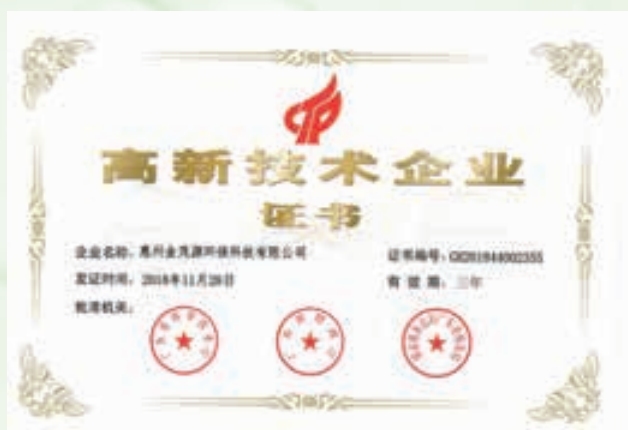 高新技术企业
证书
企业名称：惠州金茂源环保科技有限公司
证书编号：GR201844002355
发证时间：2018年11月28日
有效期：三年
批准机关：